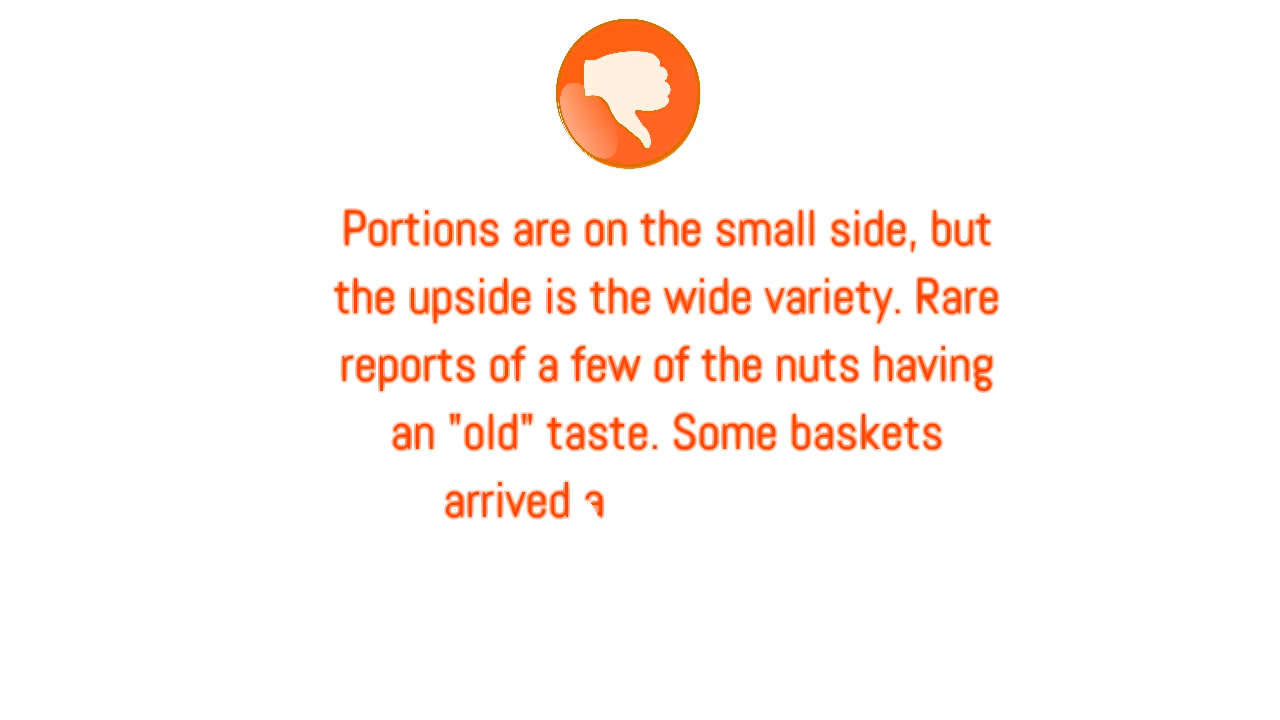 Portions are on the small side, but
the upside is the wide variety. Rare
reports of a few of the nuts having
an "old" taste. Some baskets
arrived a